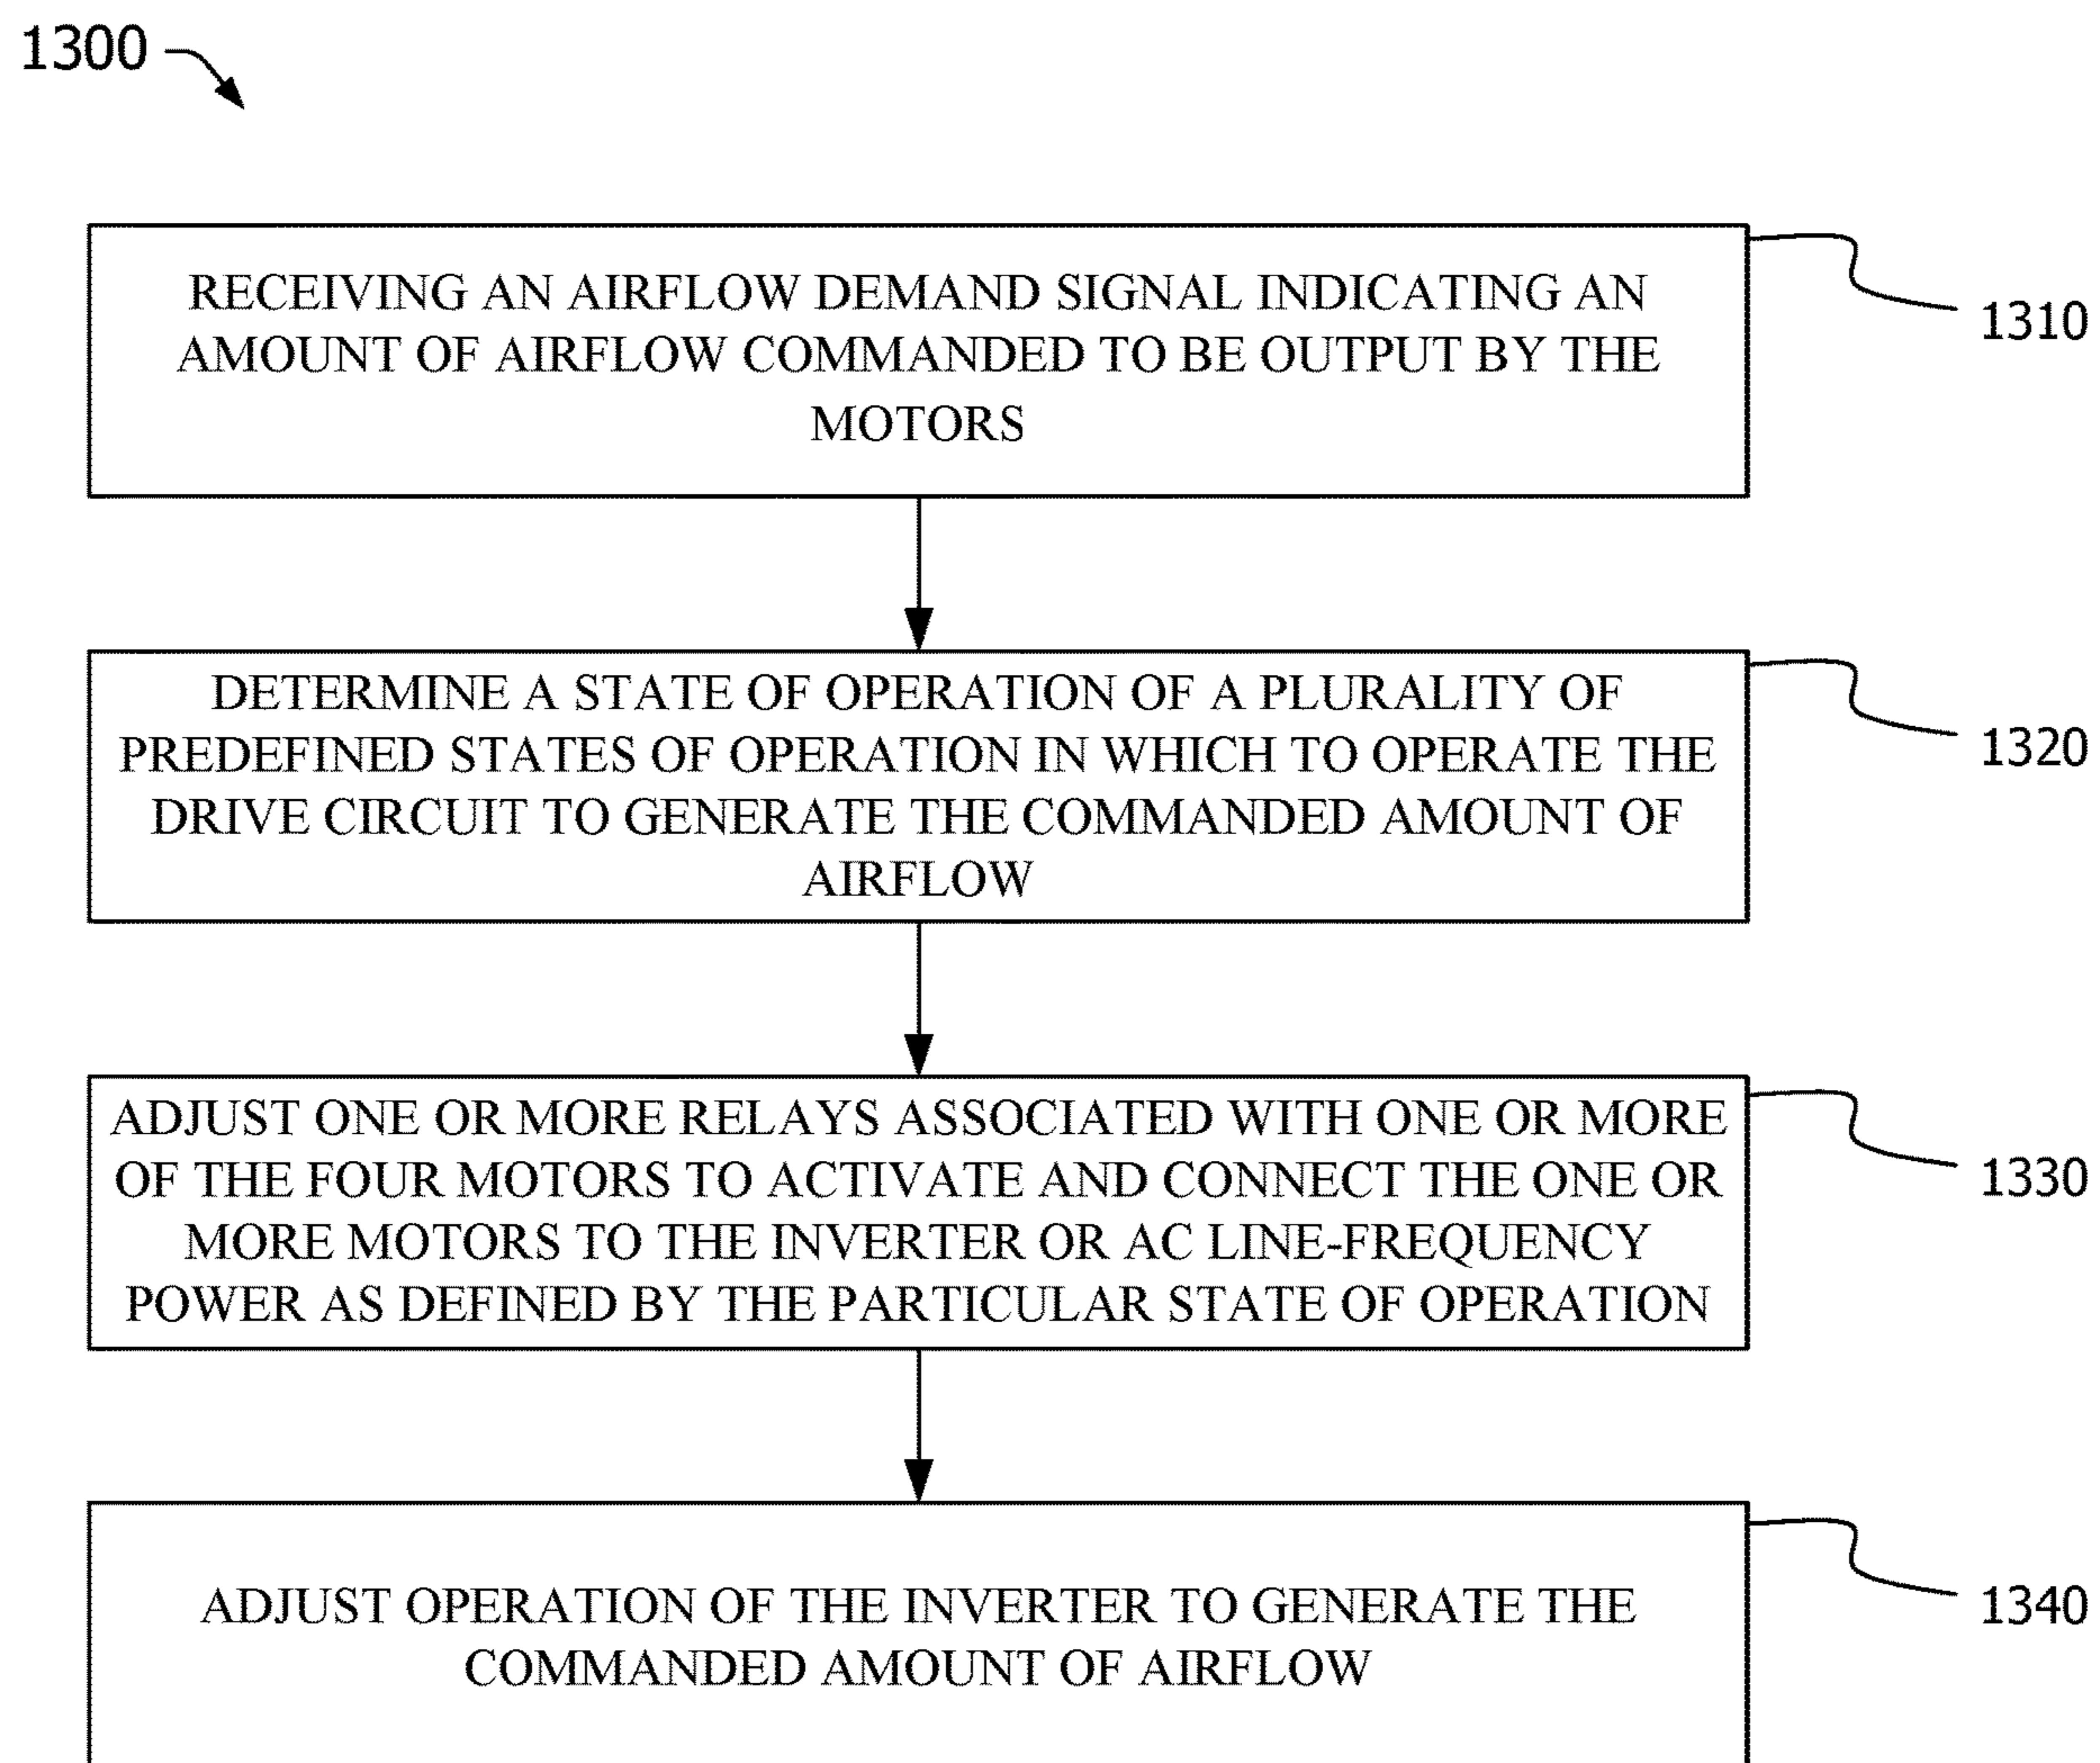 1300
RECEIVING AN AIRFLOW DEMAND SIGNAL INDICATING AN
AMOUNT OF AIRFLOW COMMANDED TO BE OUTPUT BY THE
MOTORS
1310
DETERMINE A STATE OF OPERATION OF A PLURALITY OF
PREDEFINED STATES OF OPERATION IN WHICH TO OPERATE THE
DRIVE CIRCUIT TO GENERATE THE COMMANDED AMOUNT OF
AIRFLOW
1320
ADJUST ONE OR MORE RELAYS ASSOCIATED WITH ONE OR MORE
OF THE FOUR MOTORS TO ACTIVATE AND CONNECT THE ONE OR
MORE MOTORS TO THE INVERTER OR AC LINE-FREQUENCY
POWER AS DEFINED BY THE PARTICULAR STATE OF OPERATION
1330
ADJUST OPERATION OF THE INVERTER TO GENERATE THE
COMMANDED AMOUNT OF AIRFLOW
1340